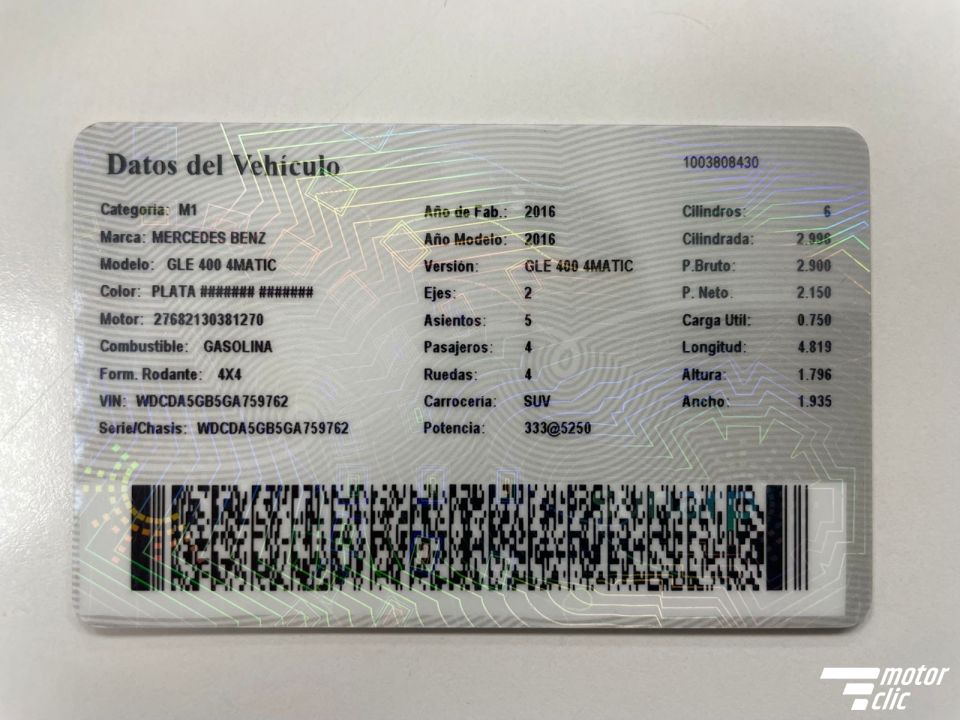 Datos del Vehículo 1003808430
Categoria: M1 Año de Fab.: 2016 Cilindros: 6
Marca: MERCEDES BENZ Año Modelo: 2016 Cilindrada: 2.996
Modelo: GLE 400 4MATIC Versión: GLE 400 4MATIC P.Bruto: 2.900
Color: PLATA ####### ####### Ejes: 2 P. Neto. 2.150
Motor: 27682130381270 Asientos: 5 Carga Util: 0.750
Combustible: GASOLINA Pasajeros: 4 Longitud: 4.819
Form. Rodante: 4X4 Ruedas: 4 Altura: 1.796
VIN: WDCDA5GB5GA759762 Carrocería: SUV Ancho: 1.935
Serie/Chasis: WDCDA5GB5GA759762 Potencia: 333@5250
motor
clic